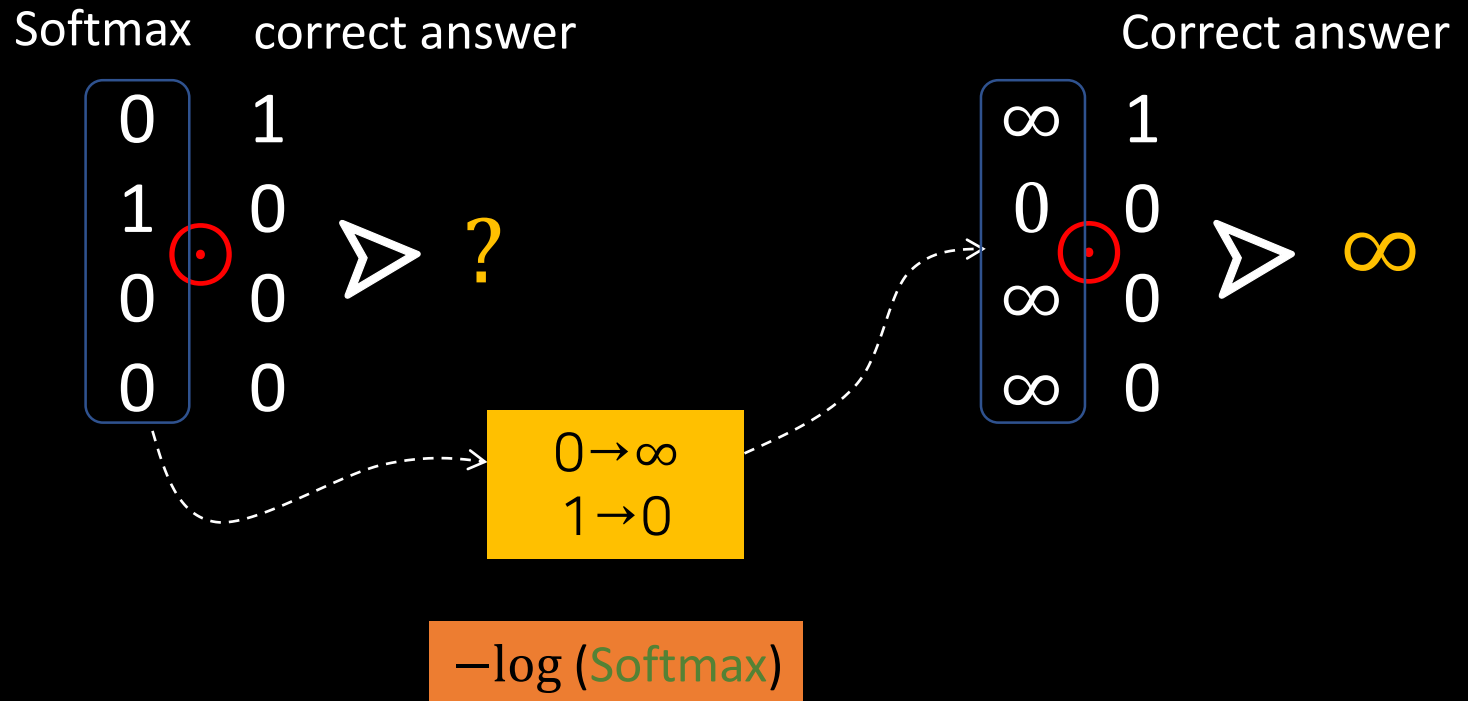 Softmax correct answer Correct answer
0 1 ∞ 1
1 0 0 0
? ∞
0 0 ∞ 0
0 0 ∞ 0
0→∞
1→0
−log (Softmax)